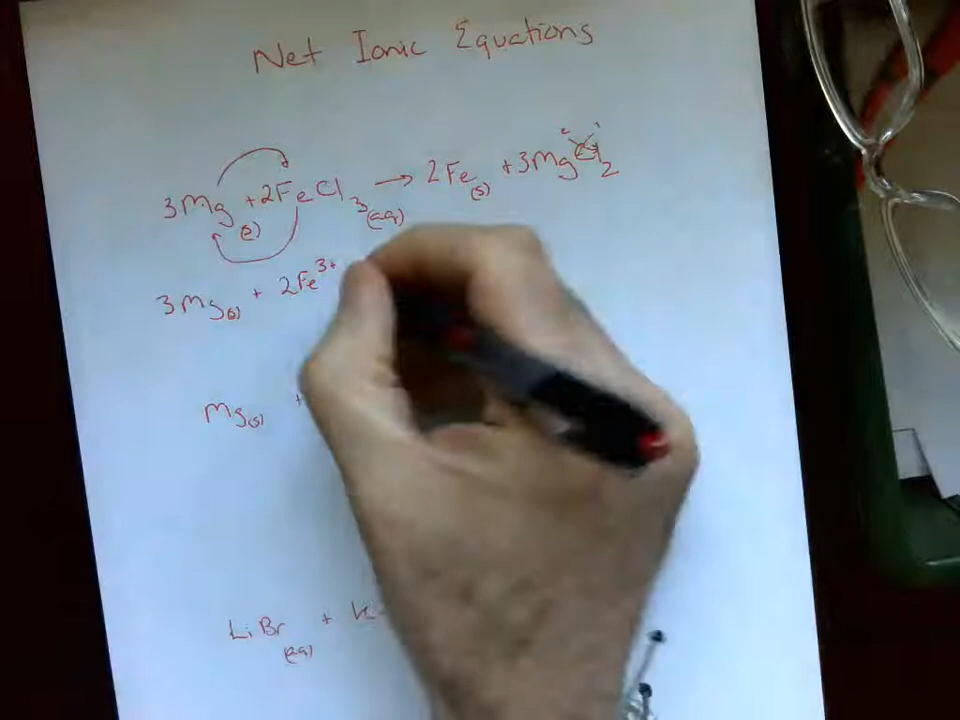 Net Ionic Equations
3Mg(s) + 2FeCl3(aq) → 2Fe(s) + 3MgCl2
3Mg(s) + 2Fe3+
Mg(s) +
LiBr(aq) +